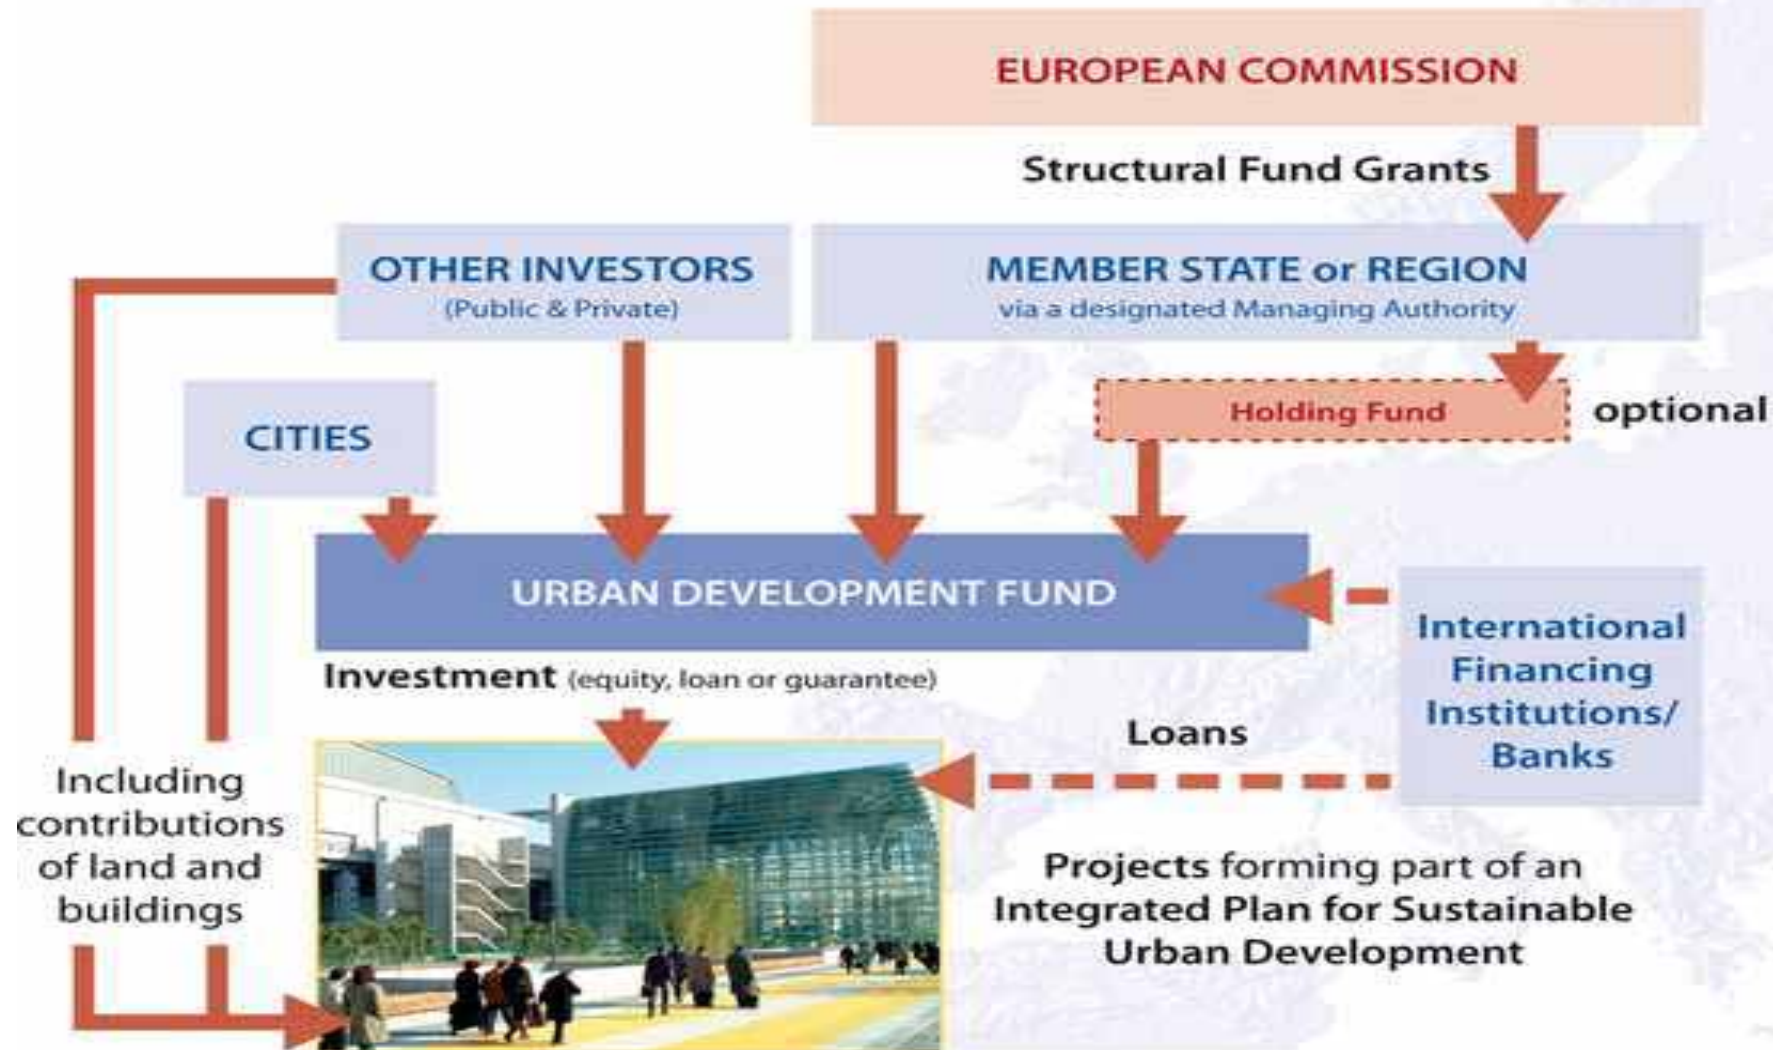 EUROPEAN COMMISSION
Structural Fund Grants
OTHER INVESTORS
(Public & Private)
MEMBER STATE or REGION
via a designated Managing Authority
Holding Fund
optional
CITIES
URBAN DEVELOPMENT FUND
International
Financing
Institutions/
Banks
Investment (equity, loan or guarantee)
Loans
Including
contributions
of land and
buildings
Projects forming part of an
Integrated Plan for Sustainable
Urban Development